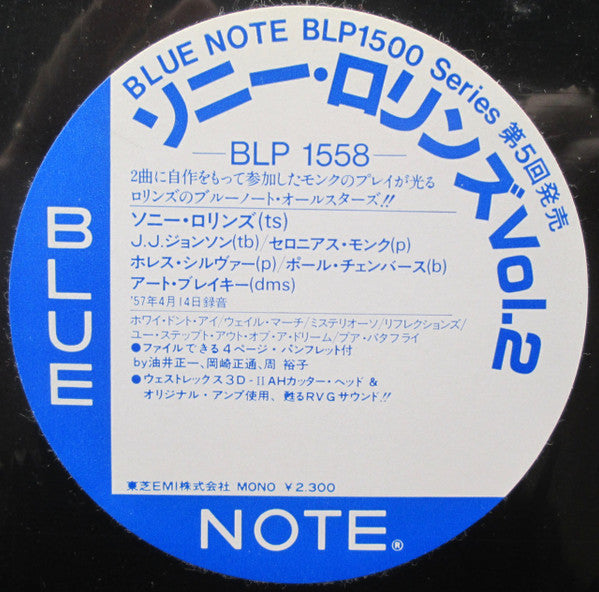 BLUE NOTE BLP1500 Series 第5回発売
ソニー・ロリンズVol.2
BLP 1558
2曲に自作をもって参加したモンクのプレイが光る
ロリンズのブルーノート・オールスターズ!!
ソニー・ロリンズ(ts)
J.J.ジョンソン(tb)/セロニアス・モンク(p)
ホレス・シルヴァー(p)/ポール・チェンバース(b)
アート・ブレイキー(dms)
'57年4月14日録音
ホワイ・ドント・アイ/ウェイル・マーチ/ミステリオーソ/リフレクションズ/
ユー・ステップト・アウト・オブ・ア・ドリーム/プア・バタフライ
●ファイルできる4ページ・パンフレット付
by油井正一、岡崎正通、周 裕子
●ウェストレックス3D-ⅡAHカッター・ヘッド &
オリジナル・アンプ使用、甦るRVGサウンド!!
東芝EMI株式会社 MONO ¥2.300
BLUE
NOTE®